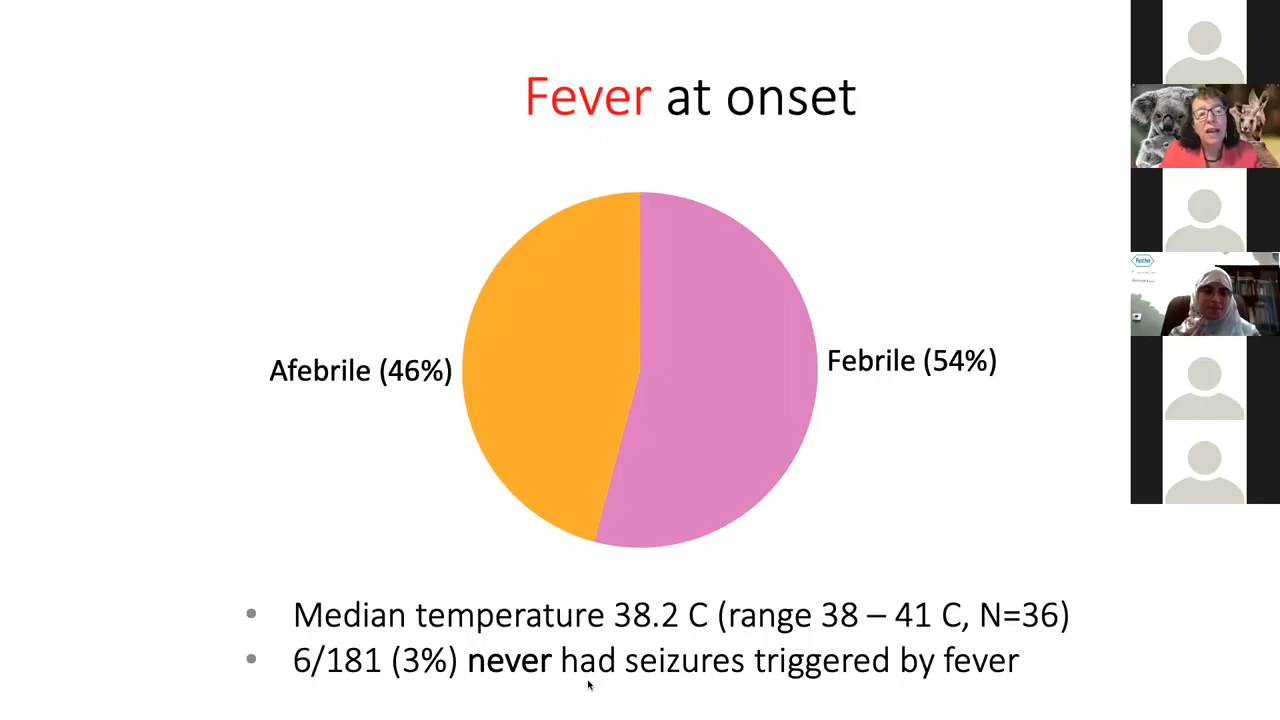 Fever at onset
Afebrile (46%)
Febrile (54%)
• Median temperature 38.2 C (range 38 – 41 C, N=36)
• 6/181 (3%) never had seizures triggered by fever
Roche